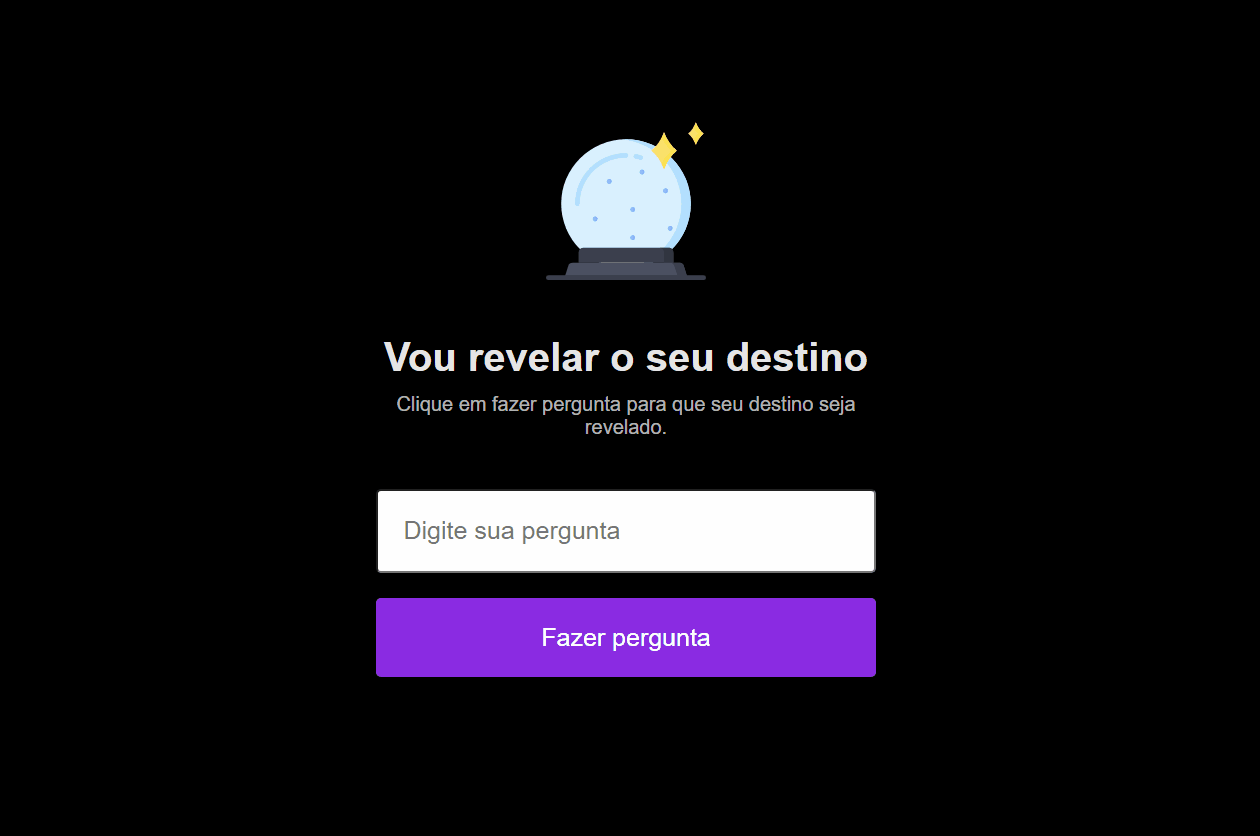 Vou revelar o seu destino
Clique em fazer pergunta para que seu destino seja
revelado.
Digite sua pergunta
Fazer pergunta